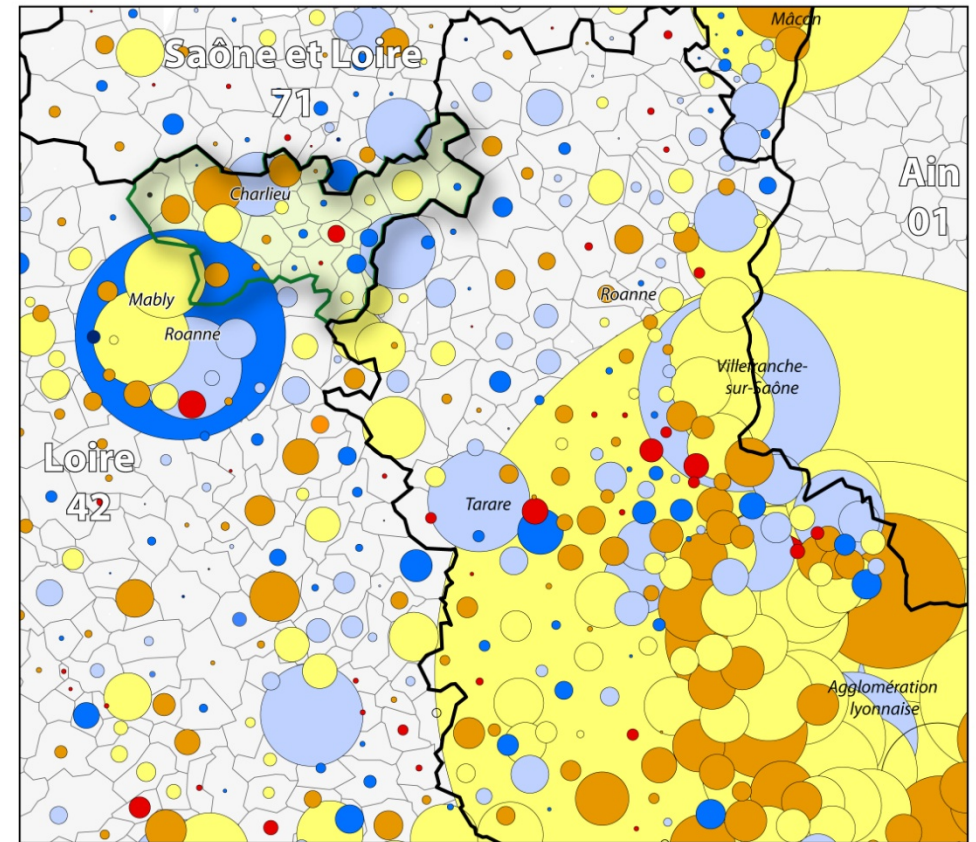 Mâcon
Saône et Loire
71
Ain
01
Charlieu
Mably
Roanne
Roanne
Villefranche-
sur-Saône
Loire
42
Tarare
Agglomération
lyonnaise